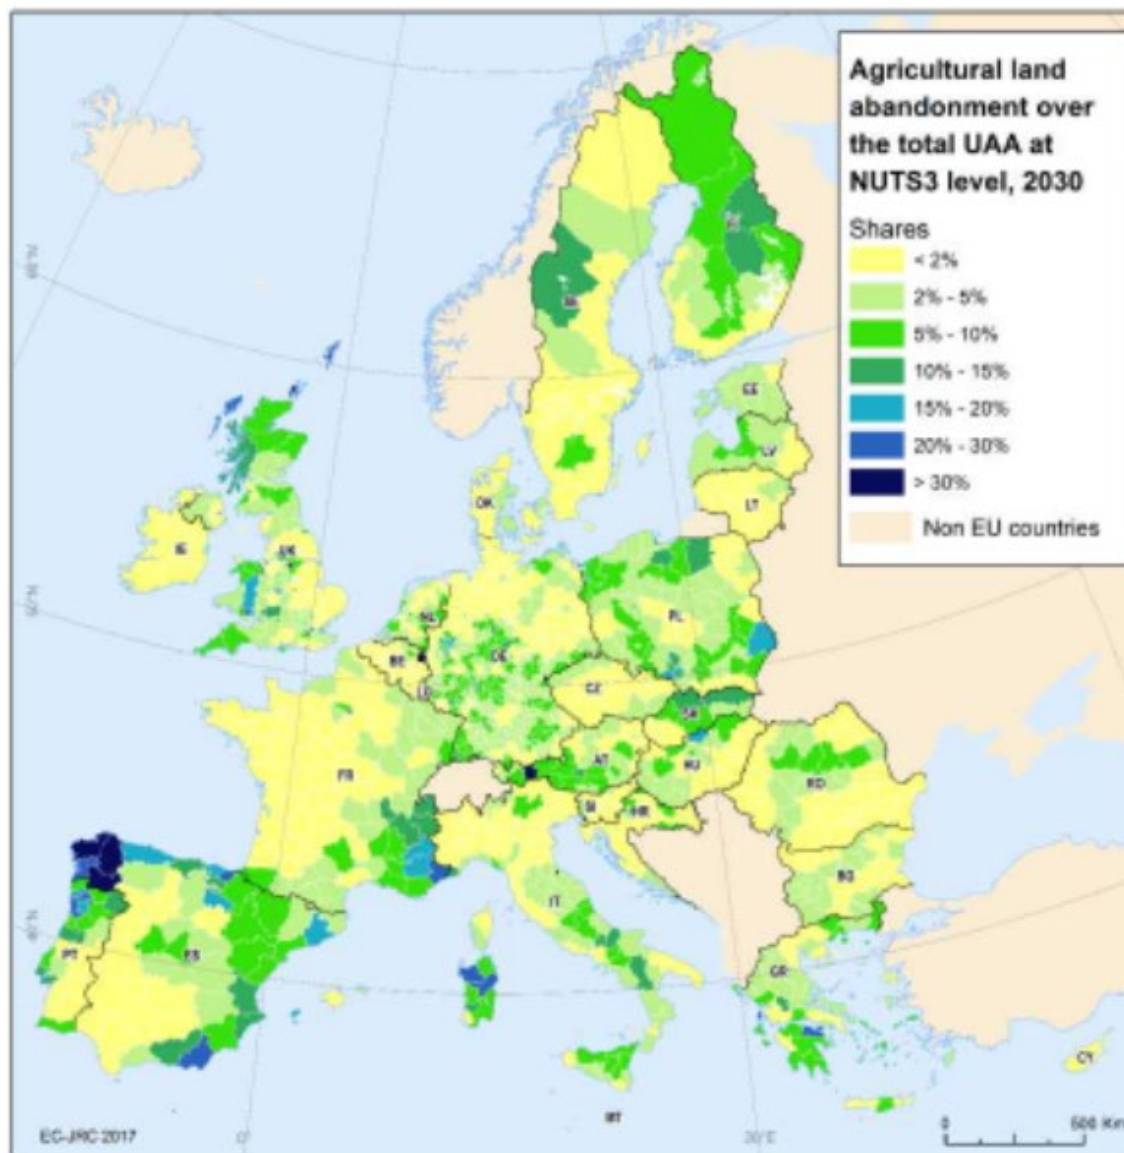 Agricultural land
abandonment over
the total UAA at
NUTS3 level, 2030
Shares
< 2%
2% - 5%
5% - 10%
10% - 15%
15% - 20%
20% - 30%
> 30%
Non EU countries
EE
LV
LT
DK
IE
UK
NL
PL
BE
DE
CZ
SK
FR
AT
HU
RO
SI
HR
BG
IT
PT
ES
GR
CY
MT
EC-JRC 2017
0°
20°E
0
500 Km